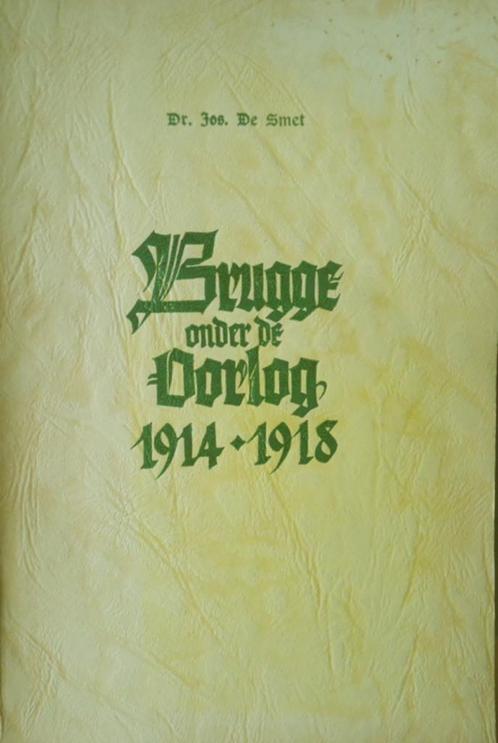 Dr. Jos. De Smet
Brugge
onder de
Oorlog
1914 • 1918